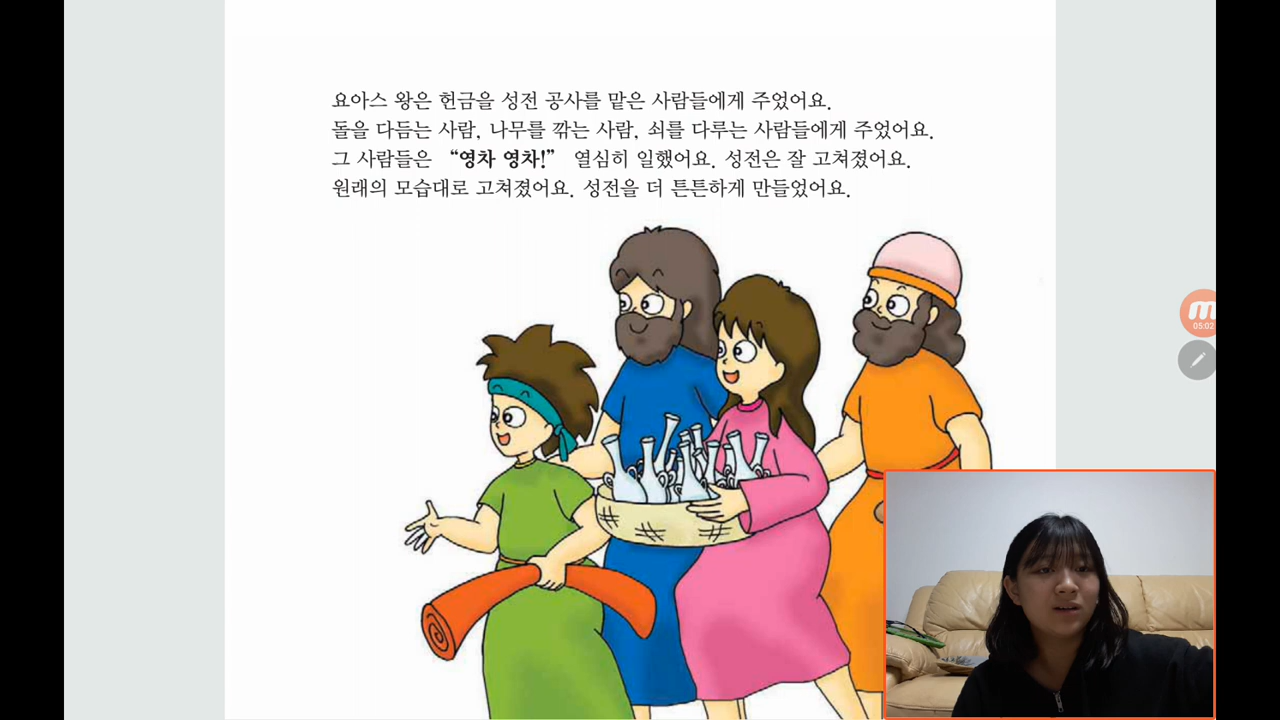 요아스 왕은 헌금을 성전 공사를 맡은 사람들에게 주었어요.
돌을 다듬는 사람, 나무를 깎는 사람, 쇠를 다루는 사람들에게 주었어요.
그 사람들은 “영차 영차!” 열심히 일했어요. 성전은 잘 고쳐졌어요.
원래의 모습대로 고쳐졌어요. 성전을 더 튼튼하게 만들었어요.
m
05:02